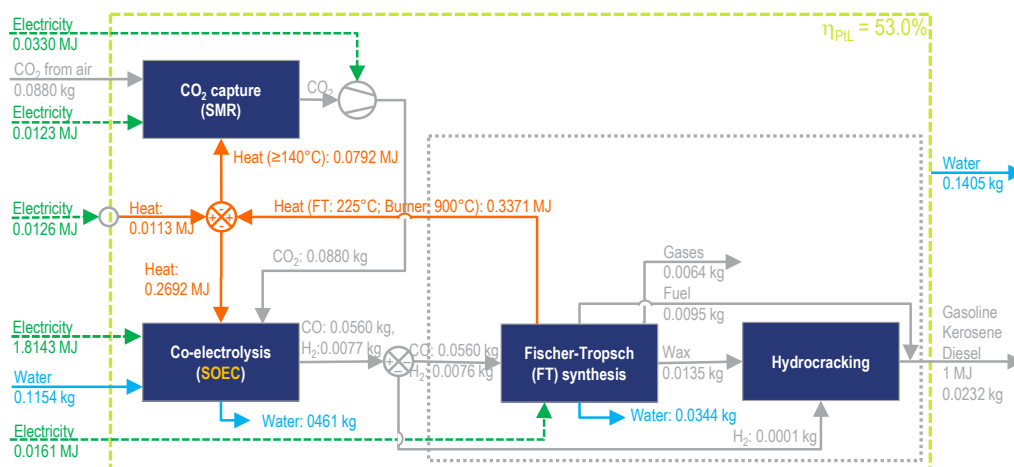 Electricity
0.0330 MJ
η_PtL = 53.0%
CO₂ from air
0.0880 kg
CO₂ capture
(SMR)
CO₂
Electricity
0.0123 MJ
Heat (≥140°C): 0.0792 MJ
Water
0.1405 kg
Electricity
0.0126 MJ
Heat:
0.0113 MJ
Heat (FT: 225°C; Burner: 900°C): 0.3371 MJ
CO₂: 0.0880 kg
Heat:
0.2692 MJ
Gases
0.0064 kg
Fuel
0.0095 kg
Electricity
1.8143 MJ
Co-electrolysis
(SOEC)
CO: 0.0560 kg,
H₂:0.0077 kg
CO: 0.0560 kg
H₂: 0.0076 kg
Fischer-Tropsch
(FT) synthesis
Wax
0.0135 kg
Hydrocracking
Gasoline
Kerosene
Diesel
1 MJ
0.0232 kg
Water
0.1154 kg
Water: 0461 kg
Water: 0.0344 kg
H₂: 0.0001 kg
Electricity
0.0161 MJ